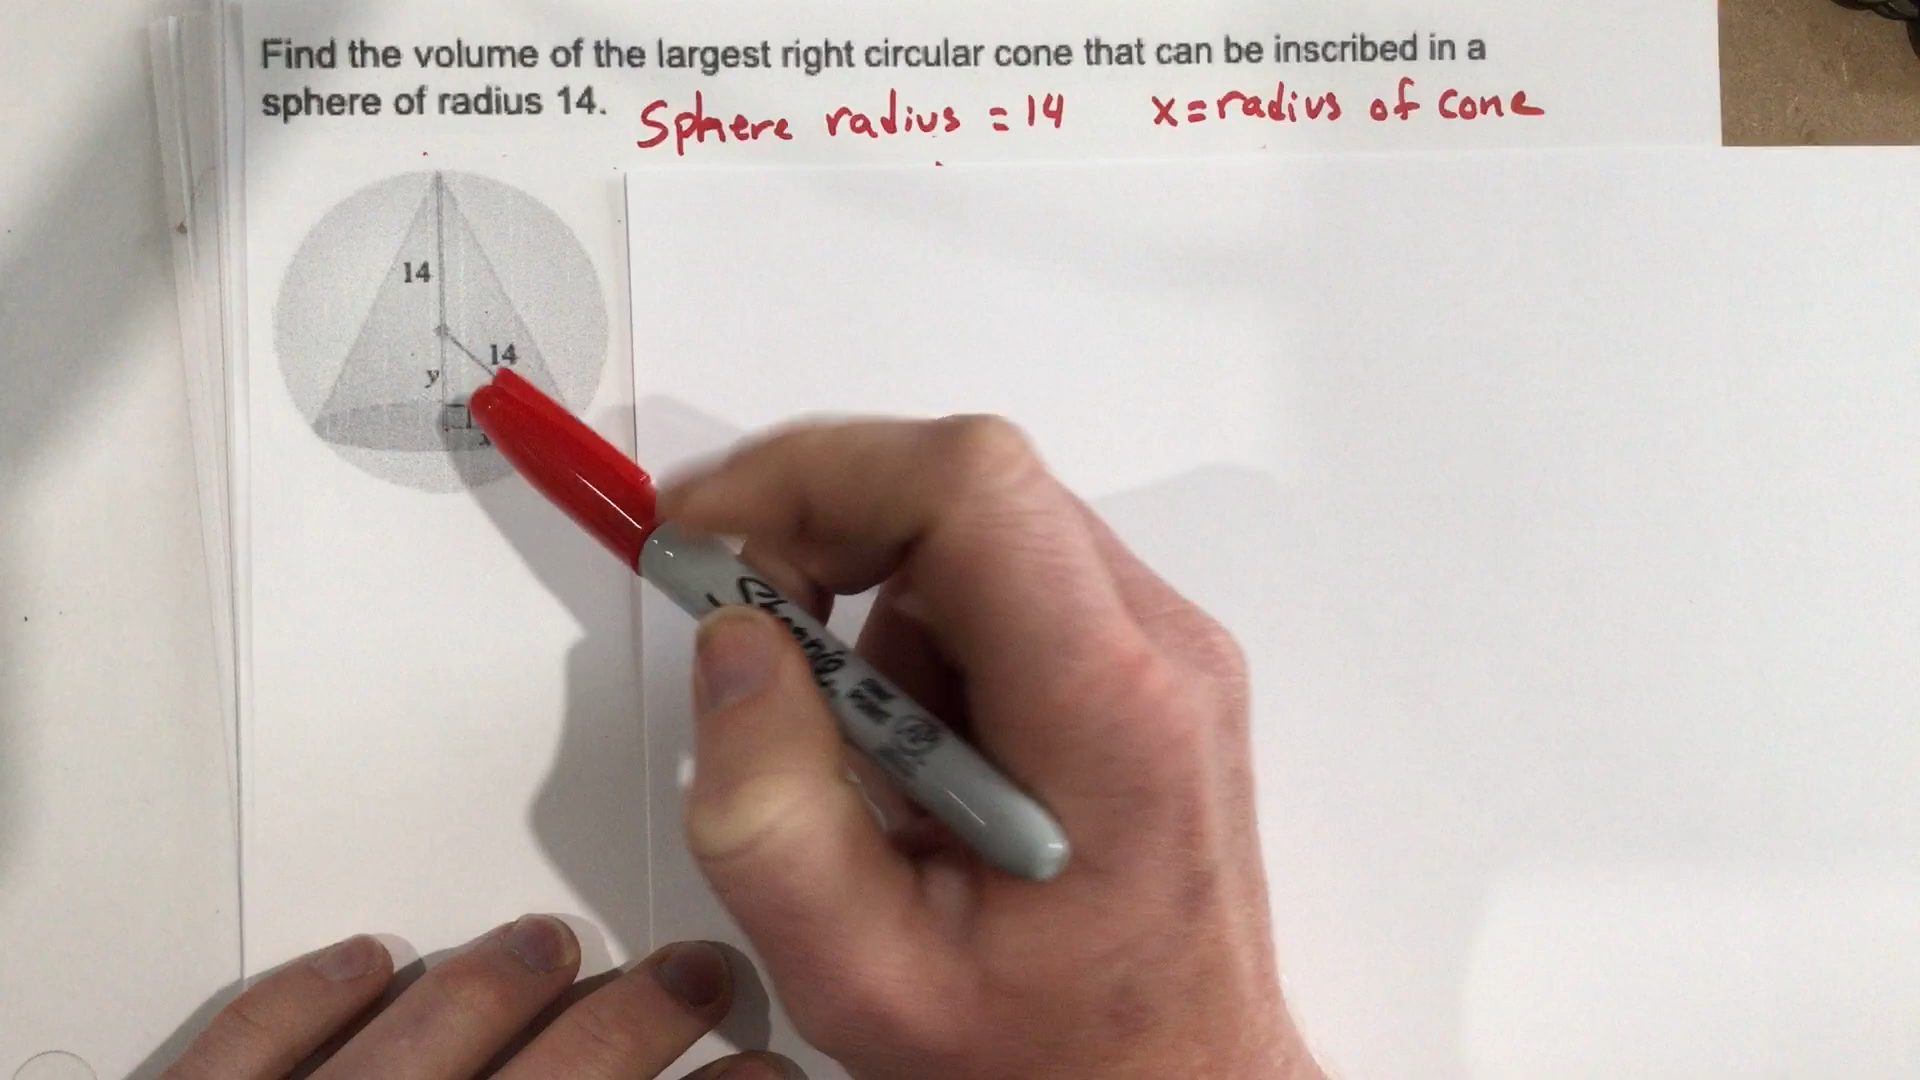 Find the volume of the largest right circular cone that can be inscribed in a
sphere of radius 14.
Sphere radius = 14 x = radius of cone
14
14
y
x
Sharpie